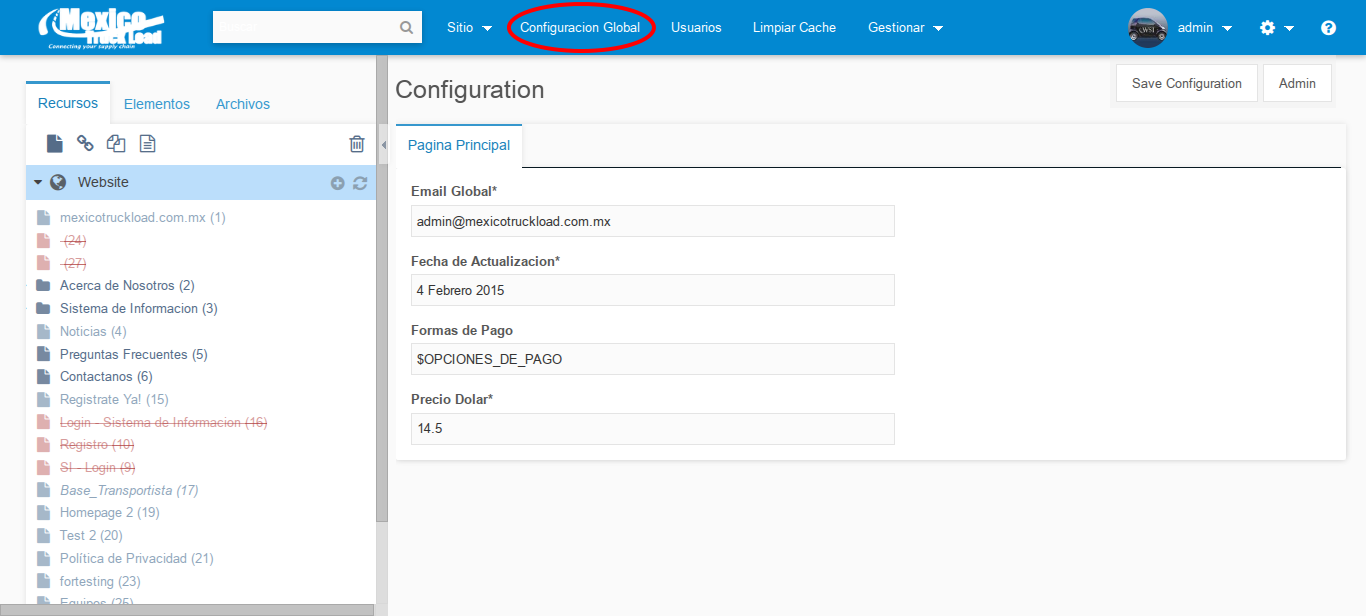 Mexico
Truck Load
Connecting your supply chain
Sitio
Configuracion Global
Usuarios
Limpiar Cache
Gestionar
admin
Recursos
Elementos
Archivos
Website
mexicotruckload.com.mx (1)
(24)
(27)
Acerca de Nosotros (2)
Sistema de Informacion (3)
Noticias (4)
Preguntas Frecuentes (5)
Contactanos (6)
Registrate Ya! (15)
Login - Sistema de Informacion (16)
Registro (10)
SI - Login (9)
Base_Transportista (17)
Homepage 2 (19)
Test 2 (20)
Política de Privacidad (21)
fortesting (23)
Equipos (25)
Configuration
Save Configuration
Admin
Pagina Principal
Email Global*
admin@mexicotruckload.com.mx
Fecha de Actualizacion*
4 Febrero 2015
Formas de Pago
$OPCIONES_DE_PAGO
Precio Dolar*
14.5